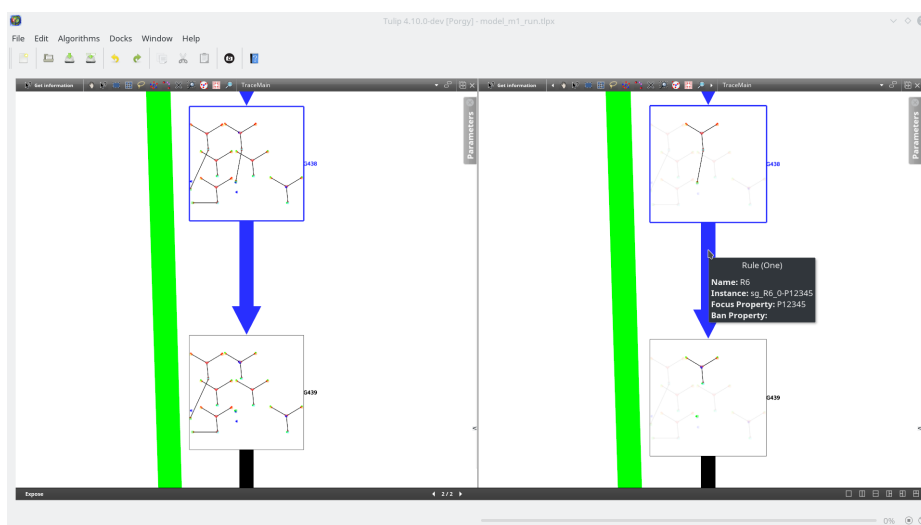 Tulip 4.10.0-dev [Porgy] - model_m1_run.tlpx
File Edit Algorithms Docks Window Help
Get information TraceMain
Get information TraceMain
Parameters
Parameters
G438
G438
Rule (One)
Name: R6
Instance: sg_R6_0-P12345
Focus Property: P12345
Ban Property:
G439
G439
Expose 2/2
0%